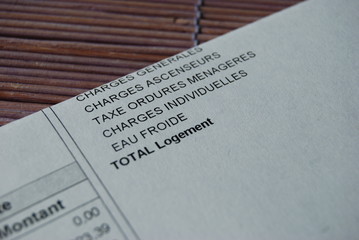 CHARGES GENERALES
CHARGES ASCENSEURS
TAXE ORDURES MENAGERES
CHARGES INDIVIDUELLES
EAU FROIDE
TOTAL Logement
Montant
0.00